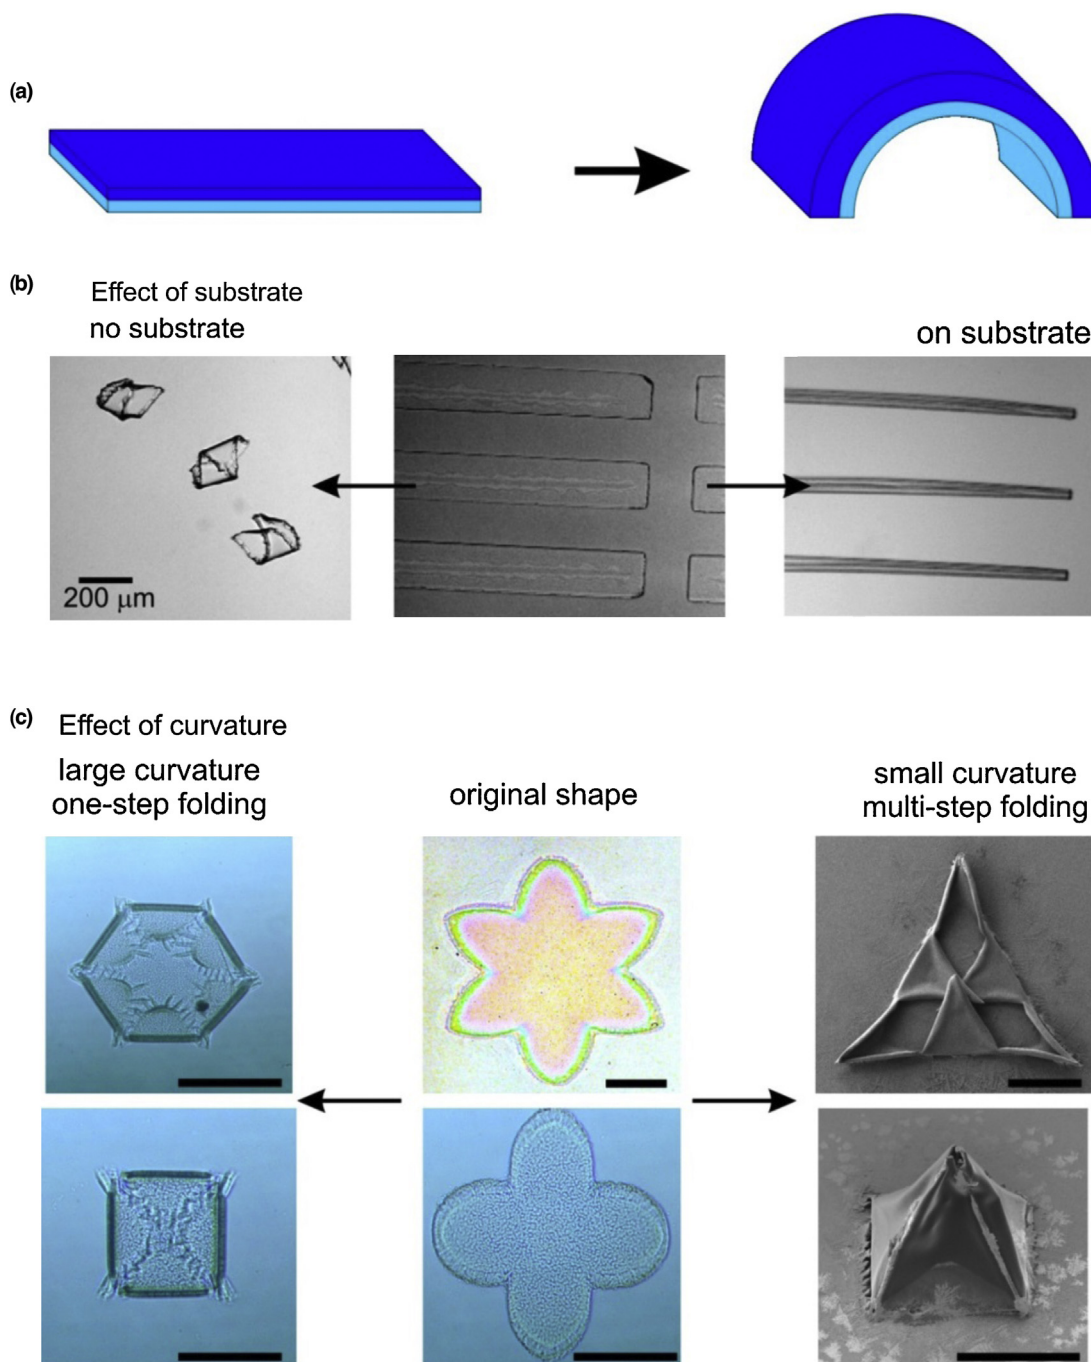 (a)
(b)
Effect of substrate
no substrate
on substrate
200 μm
(c)
Effect of curvature
large curvature
one-step folding
original shape
small curvature
multi-step folding